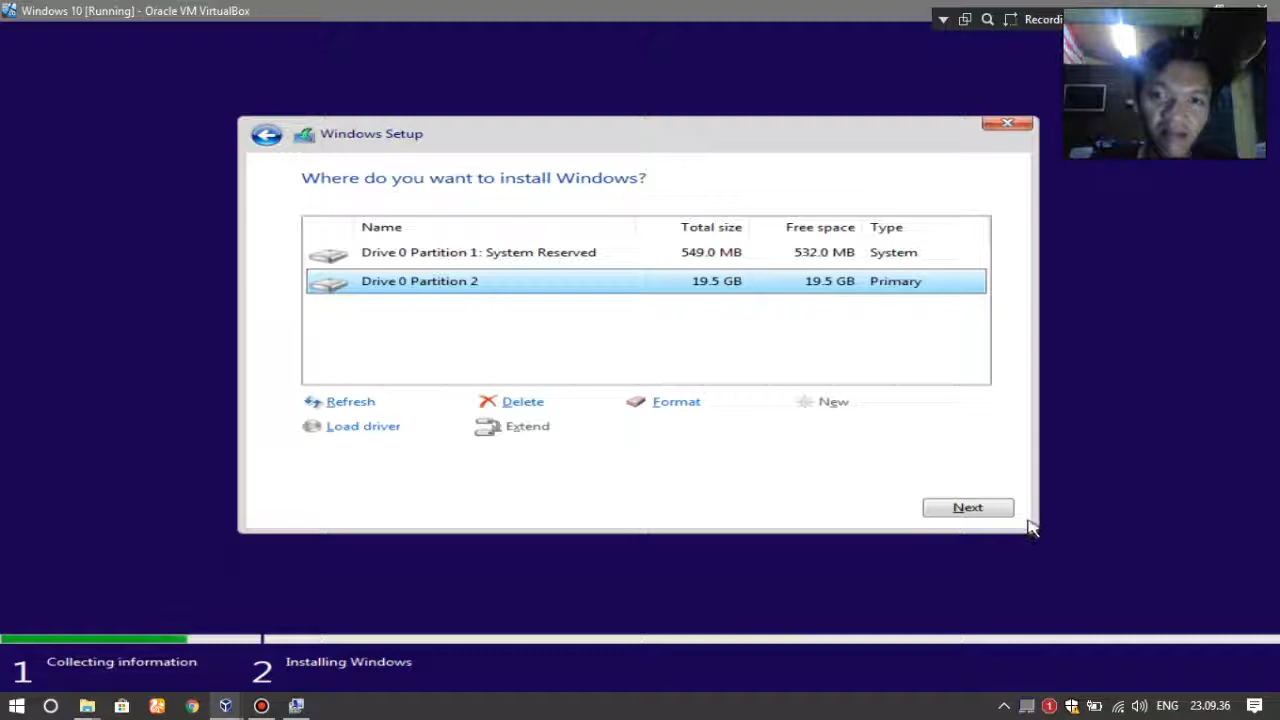 Windows 10 [Running] - Oracle VM VirtualBox
Recordi
Windows Setup
Where do you want to install Windows?
Name Total size Free space Type
Drive 0 Partition 1: System Reserved 549.0 MB 532.0 MB System
Drive 0 Partition 2 19.5 GB 19.5 GB Primary
Refresh Delete Format New
Load driver Extend
Next
1 Collecting information 2 Installing Windows
1 ENG 23.09.36